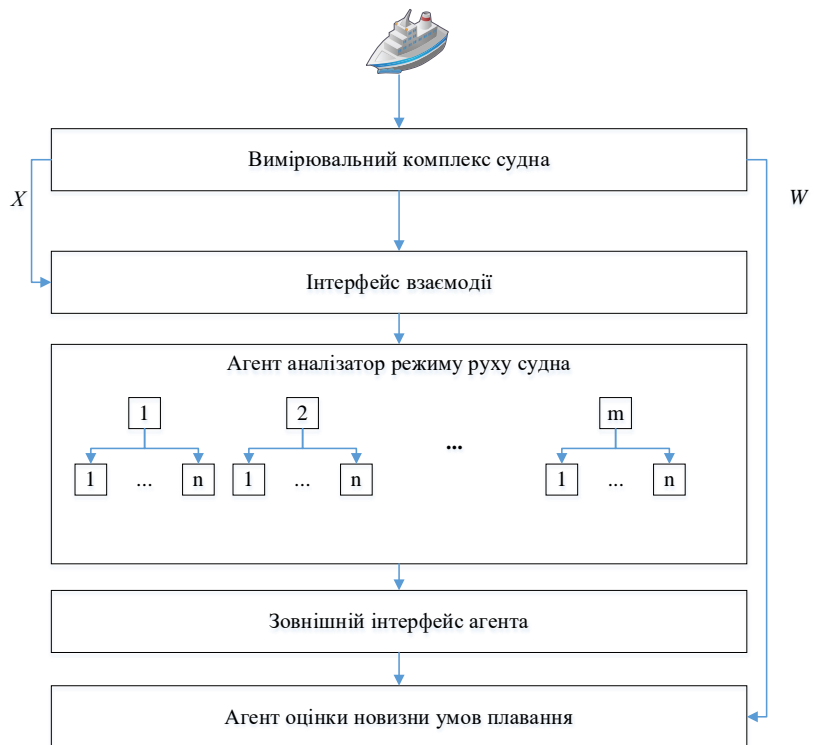 Вимірювальний комплекс судна
X
W
Інтерфейс взаємодії
Агент аналізатор режиму руху судна
1 2 ... m
1 ... n 1 ... n 1 ... n
Зовнішній інтерфейс агента
Агент оцінки новизни умов плавання